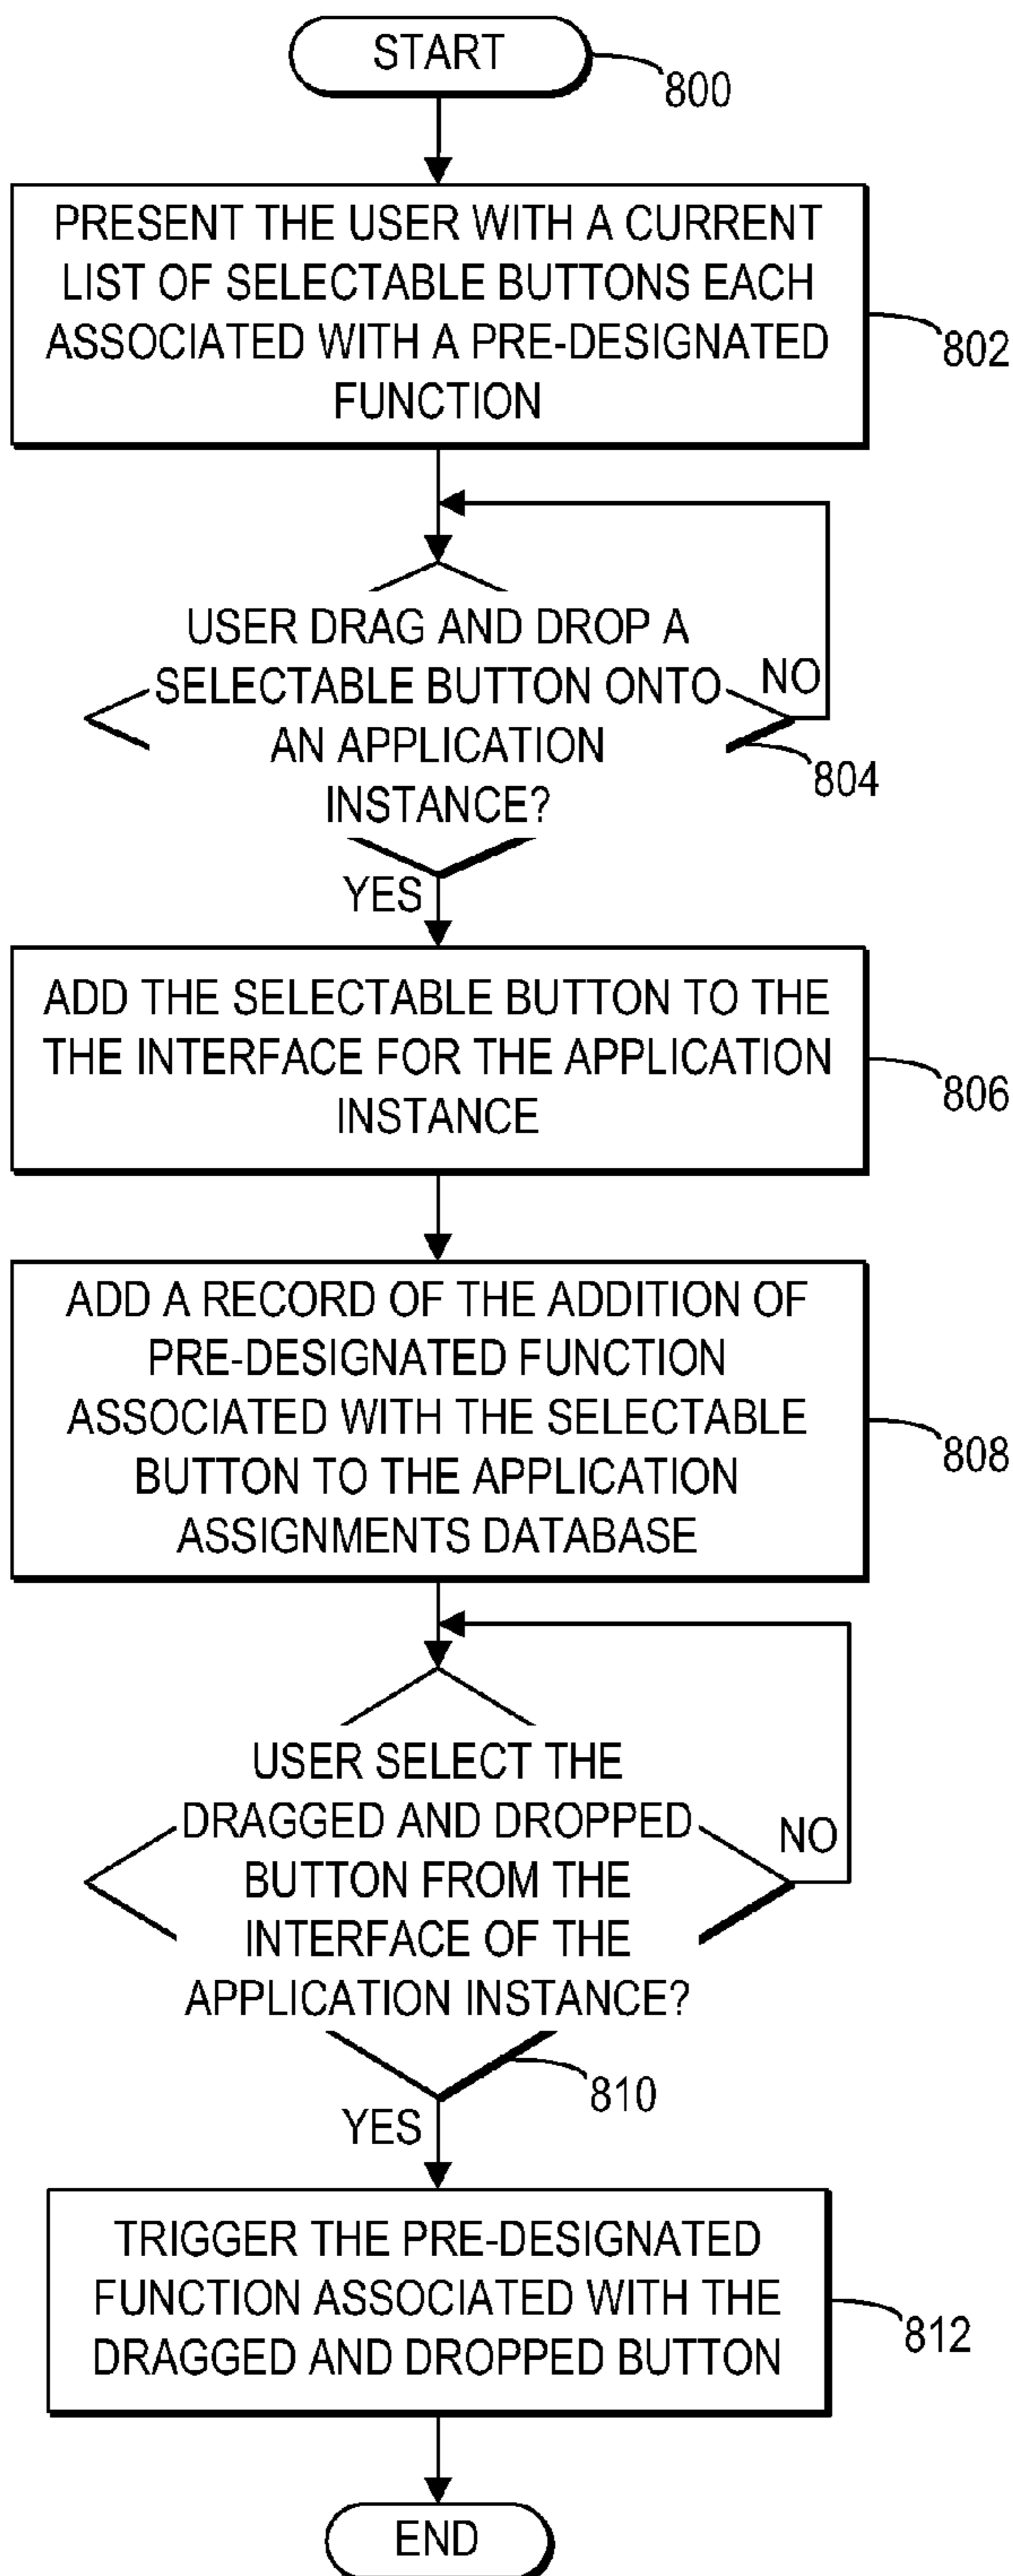 START
800
PRESENT THE USER WITH A CURRENT
LIST OF SELECTABLE BUTTONS EACH
ASSOCIATED WITH A PRE-DESIGNATED
FUNCTION
802
USER DRAG AND DROP A
SELECTABLE BUTTON ONTO
AN APPLICATION
INSTANCE?
NO
804
YES
ADD THE SELECTABLE BUTTON TO THE
THE INTERFACE FOR THE APPLICATION
INSTANCE
806
ADD A RECORD OF THE ADDITION OF
PRE-DESIGNATED FUNCTION
ASSOCIATED WITH THE SELECTABLE
BUTTON TO THE APPLICATION
ASSIGNMENTS DATABASE
808
USER SELECT THE
DRAGGED AND DROPPED
BUTTON FROM THE
INTERFACE OF THE
APPLICATION INSTANCE?
NO
810
YES
TRIGGER THE PRE-DESIGNATED
FUNCTION ASSOCIATED WITH THE
DRAGGED AND DROPPED BUTTON
812
END